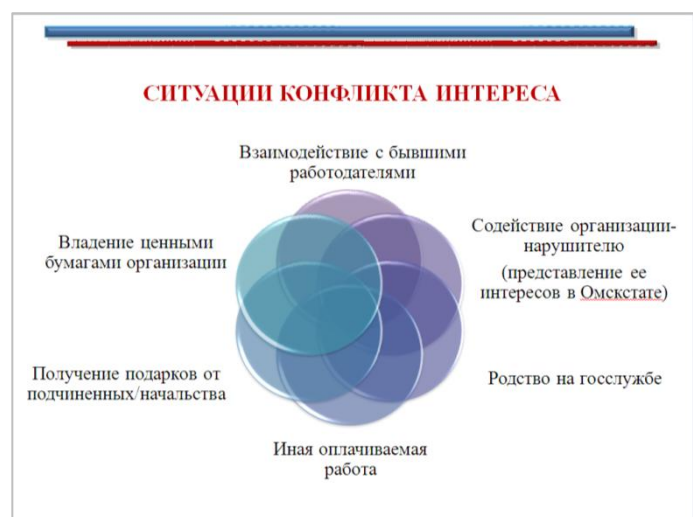 СИТУАЦИИ КОНФЛИКТА ИНТЕРЕСА
Взаимодействие с бывшими
работодателями
Содействие организации-
нарушителю
(представление ее
интересов в Омскстате)
Родство на госслужбе
Иная оплачиваемая
работа
Получение подарков от
подчиненных/начальства
Владение ценными
бумагами организации